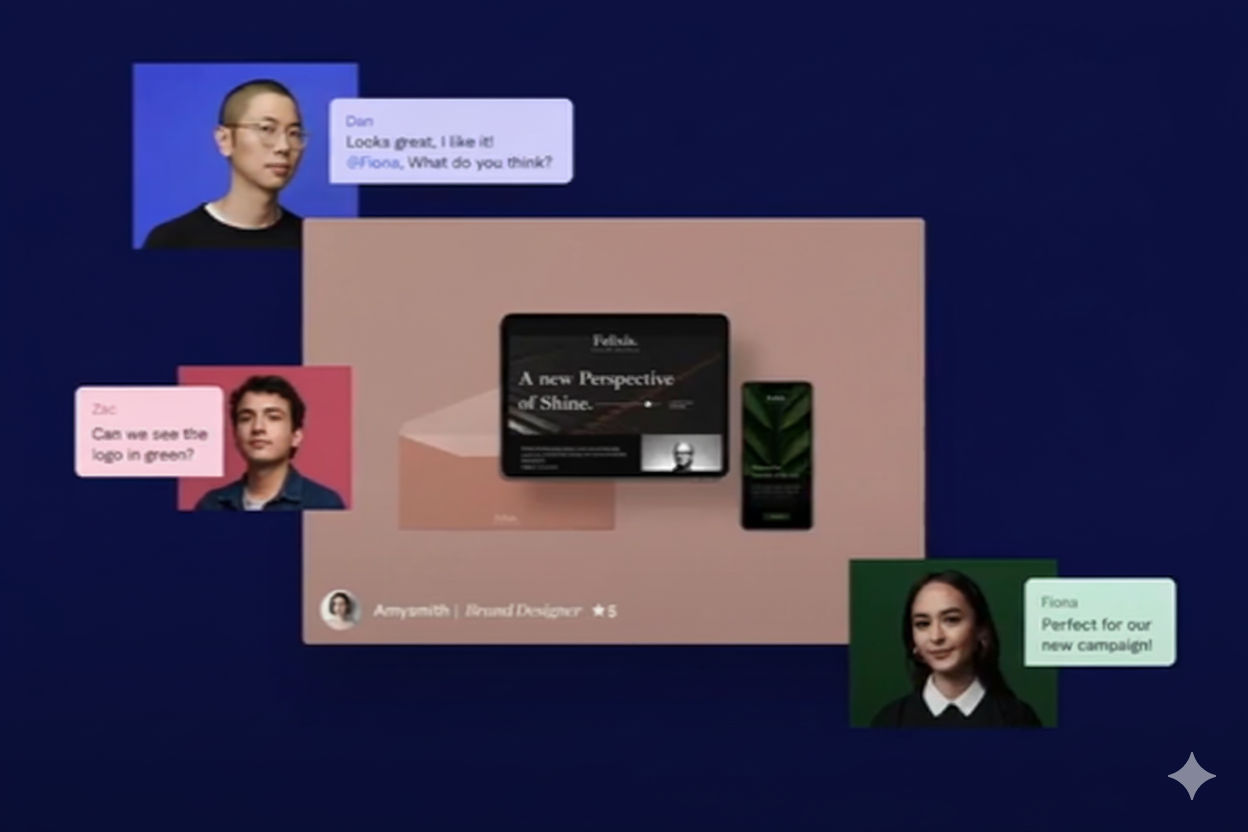 Dan
Looks great, I like it!
@Fiona, What do you think?
Felixis.
A new Perspective
of Shine.
Zac
Can we see the
logo in green?
Amysmith | Brand Designer ★ 5
Fiona
Perfect for our
new campaign!